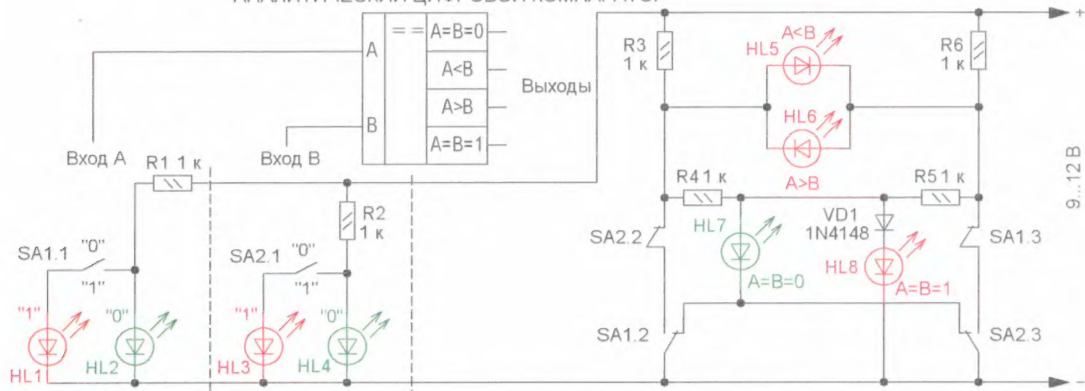 A
B
==
A=B=0
A<B
A>B
A=B=1
Выходы
Вход A
Вход B
R1 1 к
R2
1 к
SA1.1
"0"
"1"
SA2.1
"0"
"1"
"1"
"0"
"1"
"0"
HL1
HL2
HL3
HL4
R3
1 к
A<B
HL5
HL6
A>B
R6
1 к
+
9...12 В
R4 1 к
R5 1 к
HL7
VD1
1N4148
HL8
SA2.2
SA1.3
A=B=0
A=B=1
SA1.2
SA2.3
–